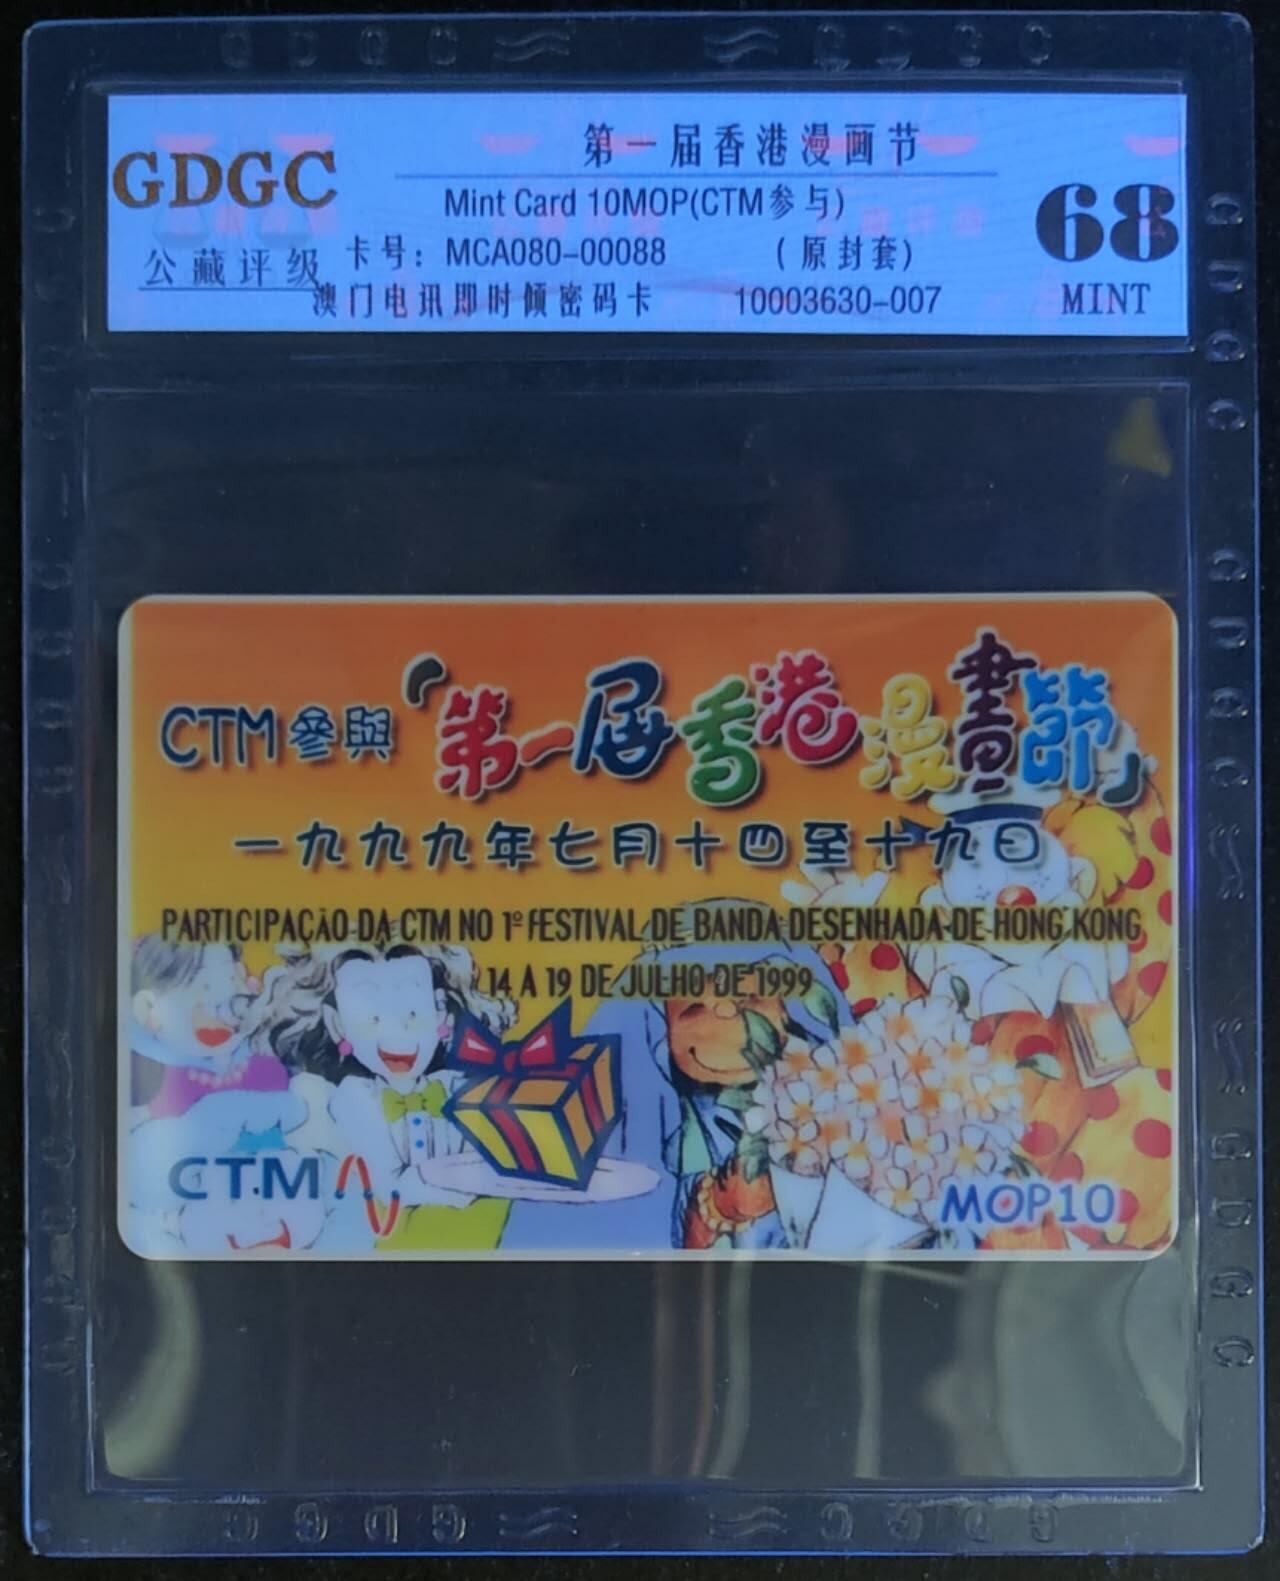 第一届香港漫画节
GDGC
Mint Card 10MOP(CTM参与)
68
公藏评级
卡号：MCA080-00088 （原封套）
澳门电讯即时倾密码卡 10003630-007
MINT
CTM參與「第一届香港漫畫節」
一九九九年七月十四至十九日
PARTICIPAÇÃO DA CTM NO 1º FESTIVAL DE BANDA DESENHADA DE HONG KONG
14 A 19 DE JULHO DE 1999
CTM
MOP10